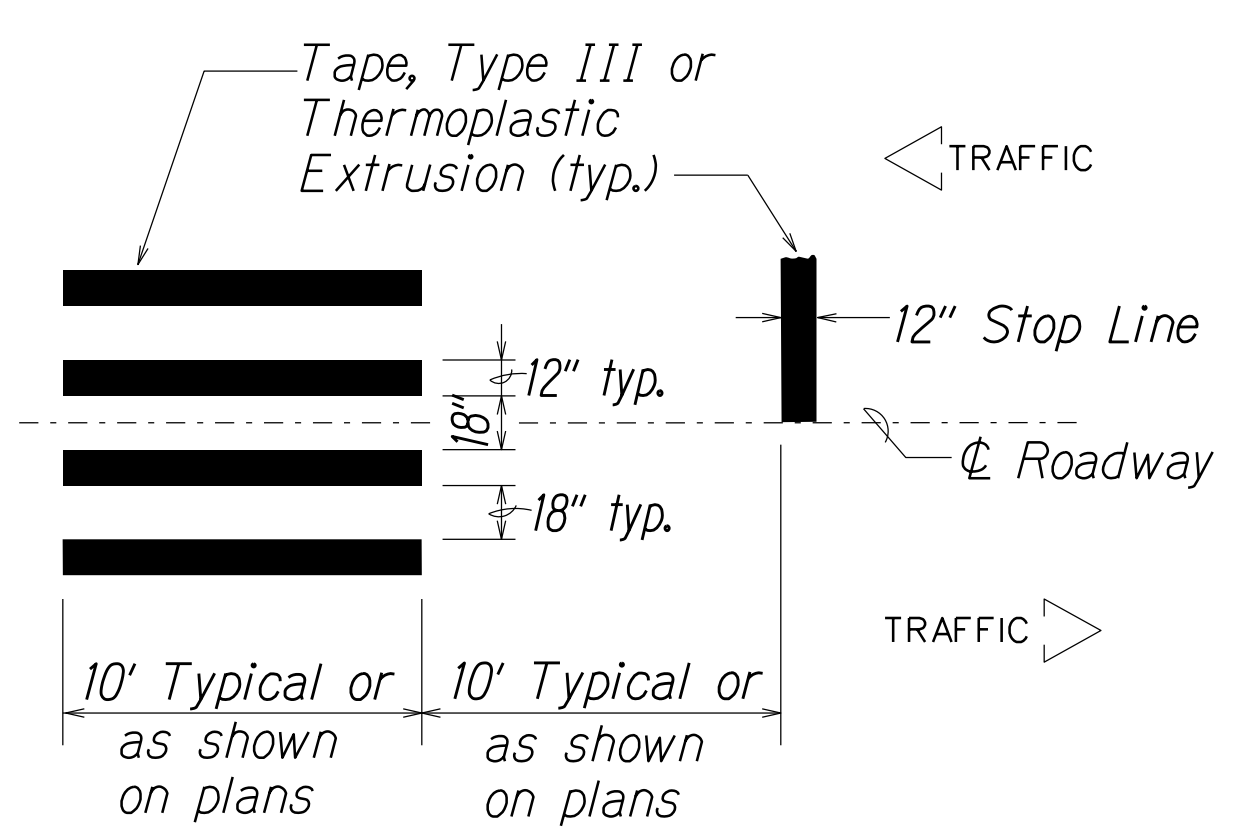 Tape, Type III or
Thermoplastic
Extrusion (typ.)
TRAFFIC
12" Stop Line
12" typ.
18"
℄ Roadway
18" typ.
TRAFFIC
10' Typical or
as shown
on plans
10' Typical or
as shown
on plans